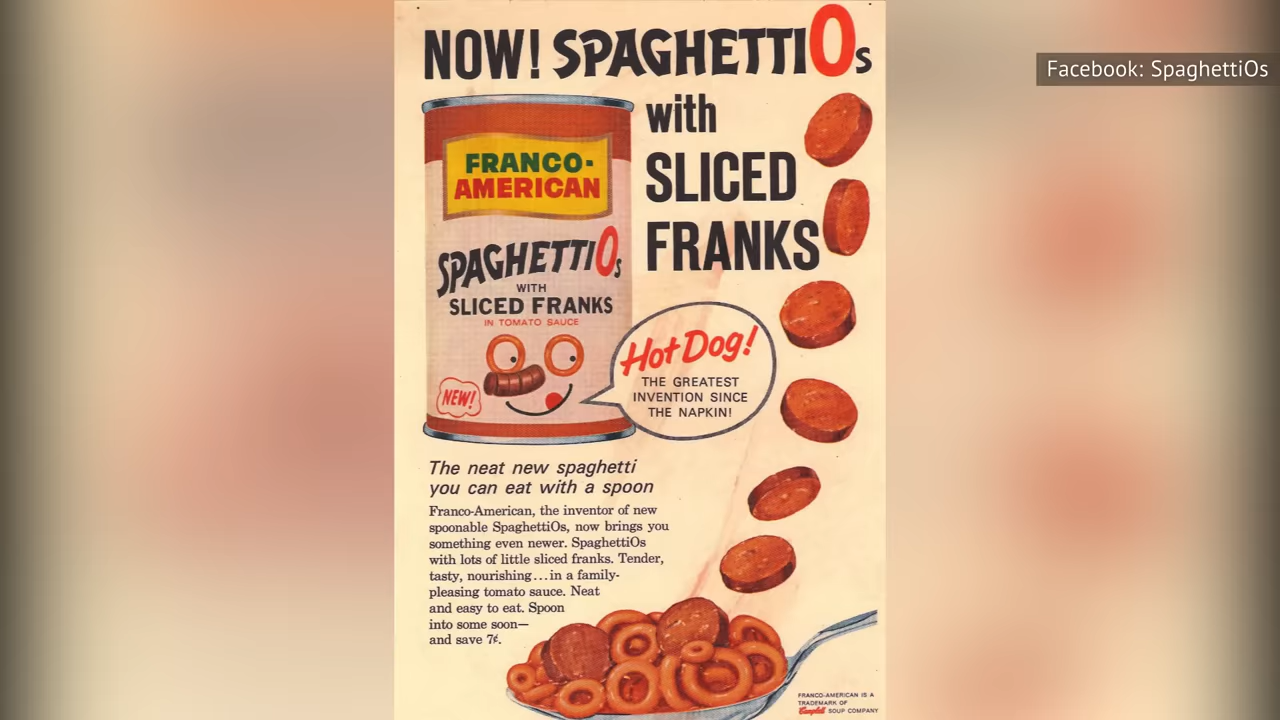 NOW! SPAGHETTIOs
Facebook: SpaghettiOs
with
SLICED
FRANKS
FRANCO-
AMERICAN
SPAGHETTIOs
WITH
SLICED FRANKS
IN TOMATO SAUCE
NEW!
Hot Dog!
THE GREATEST
INVENTION SINCE
THE NAPKIN!
The neat new spaghetti
you can eat with a spoon
Franco-American, the inventor of new
spoonable SpaghettiOs, now brings you
something even newer. SpaghettiOs
with lots of little sliced franks. Tender,
tasty, nourishing...in a family-
pleasing tomato sauce. Neat
and easy to eat. Spoon
into some soon—
and save 7¢.
FRANCO-AMERICAN IS A
TRADEMARK OF
Campbell SOUP COMPANY